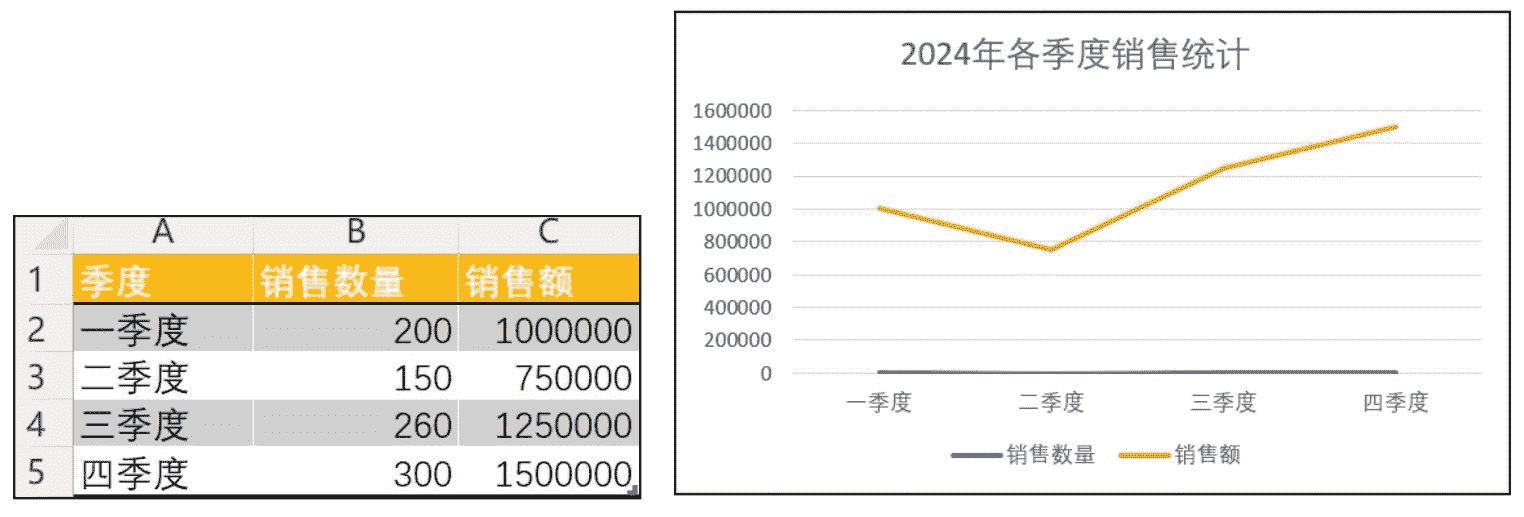 A B C
1 季度 销售数量 销售额
2 一季度 200 1000000
3 二季度 150 750000
4 三季度 260 1250000
5 四季度 300 1500000
2024年各季度销售统计
1600000
1400000
1200000
1000000
800000
600000
400000
200000
0
一季度 二季度 三季度 四季度
销售数量 销售额